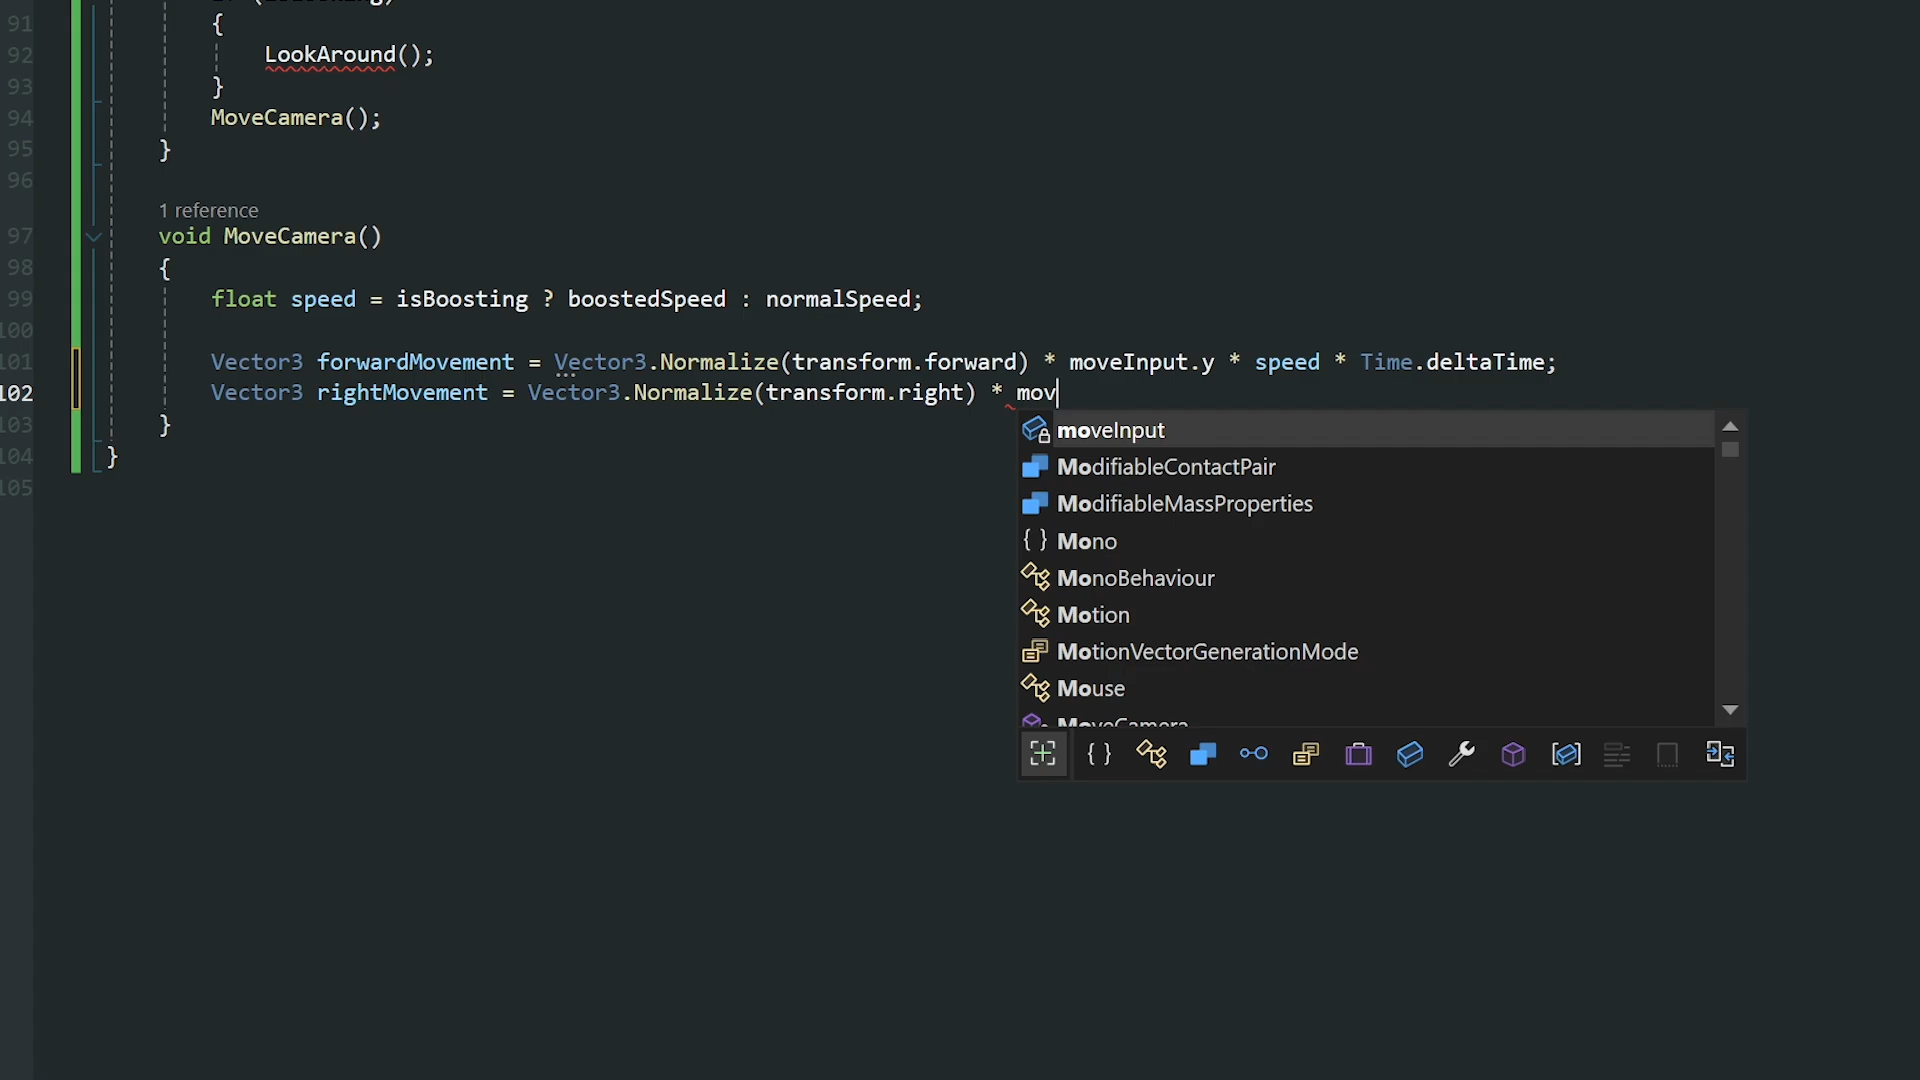 91
92
93
94
95
96
97
98
99
100
101
102
103
104
105
{
LookAround();
}
MoveCamera();
}
1 reference
void MoveCamera()
{
float speed = isBoosting ? boostedSpeed : normalSpeed;
Vector3 forwardMovement = Vector3.Normalize(transform.forward) * moveInput.y * speed * Time.deltaTime;
Vector3 rightMovement = Vector3.Normalize(transform.right) * mov
}
}
moveInput
ModifiableContactPair
ModifiableMassProperties
{ } Mono
MonoBehaviour
Motion
MotionVectorGenerationMode
Mouse
MoveCamera
{ }